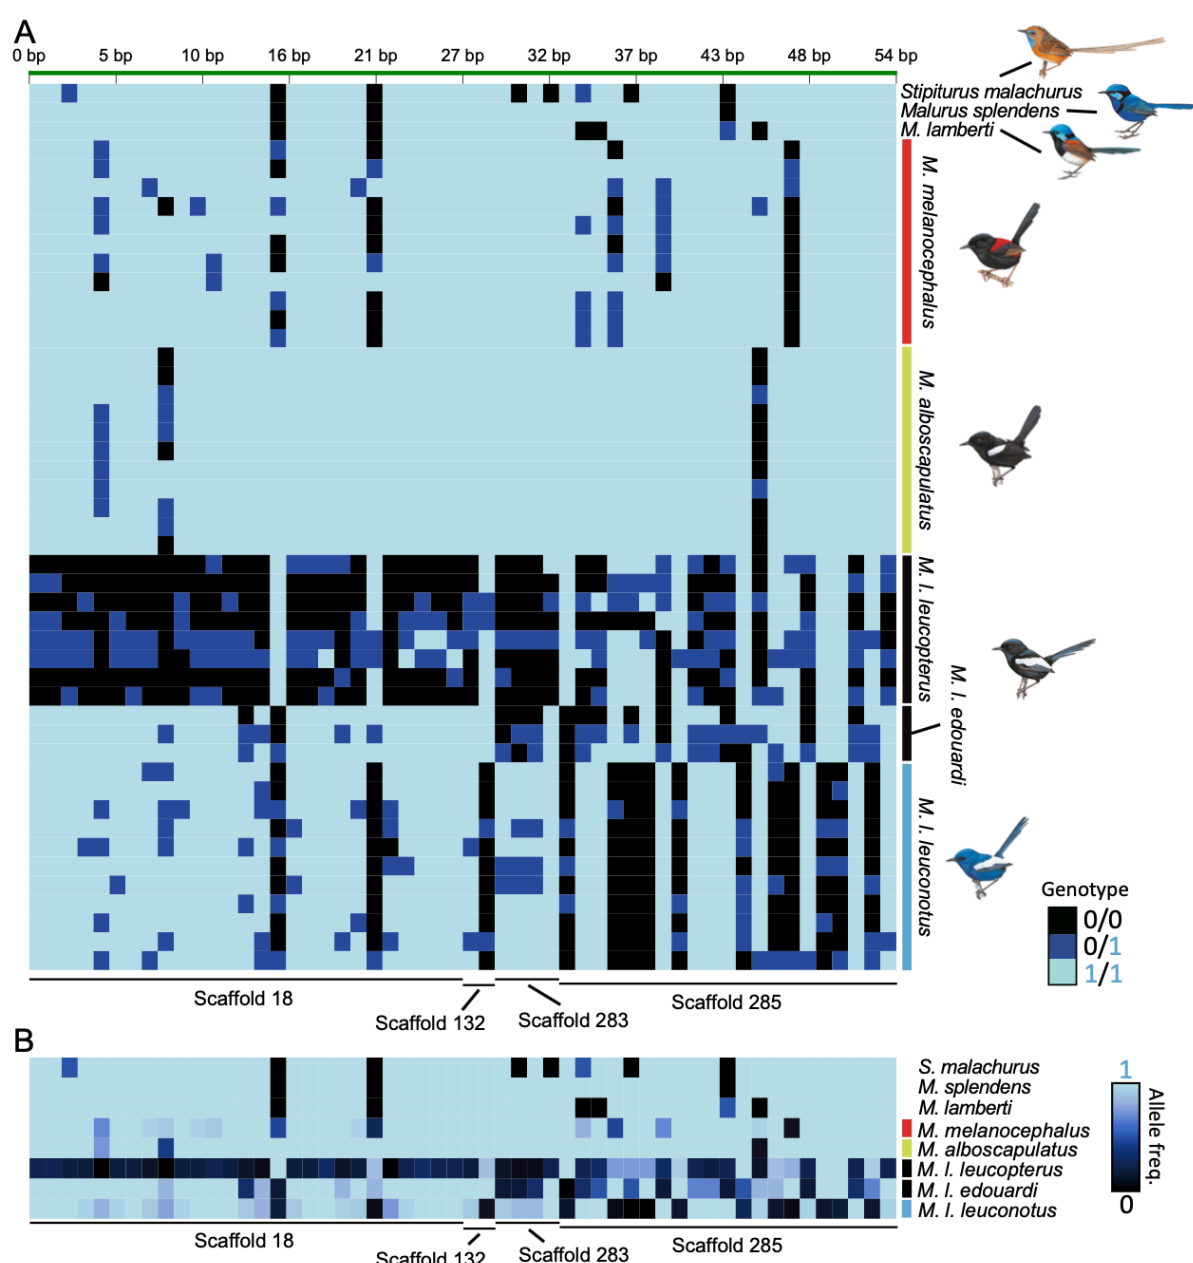 A
0 bp 5 bp 10 bp 16 bp 21 bp 27 bp 32 bp 37 bp 43 bp 48 bp 54 bp
Stipiturus malachurus
Malurus splendens
M. lamberti
M. melanocephalus
M. alboscapulatus
M. l. leucopterus
M. l. edouardi
M. l. leuconotus
Genotype
0/0
0/1
1/1
Scaffold 18
Scaffold 132
Scaffold 283
Scaffold 285
B
S. malachurus
M. splendens
M. lamberti
M. melanocephalus
M. alboscapulatus
M. l. leucopterus
M. l. edouardi
M. l. leuconotus
1
Allele freq.
0
Scaffold 18
Scaffold 132
Scaffold 283
Scaffold 285